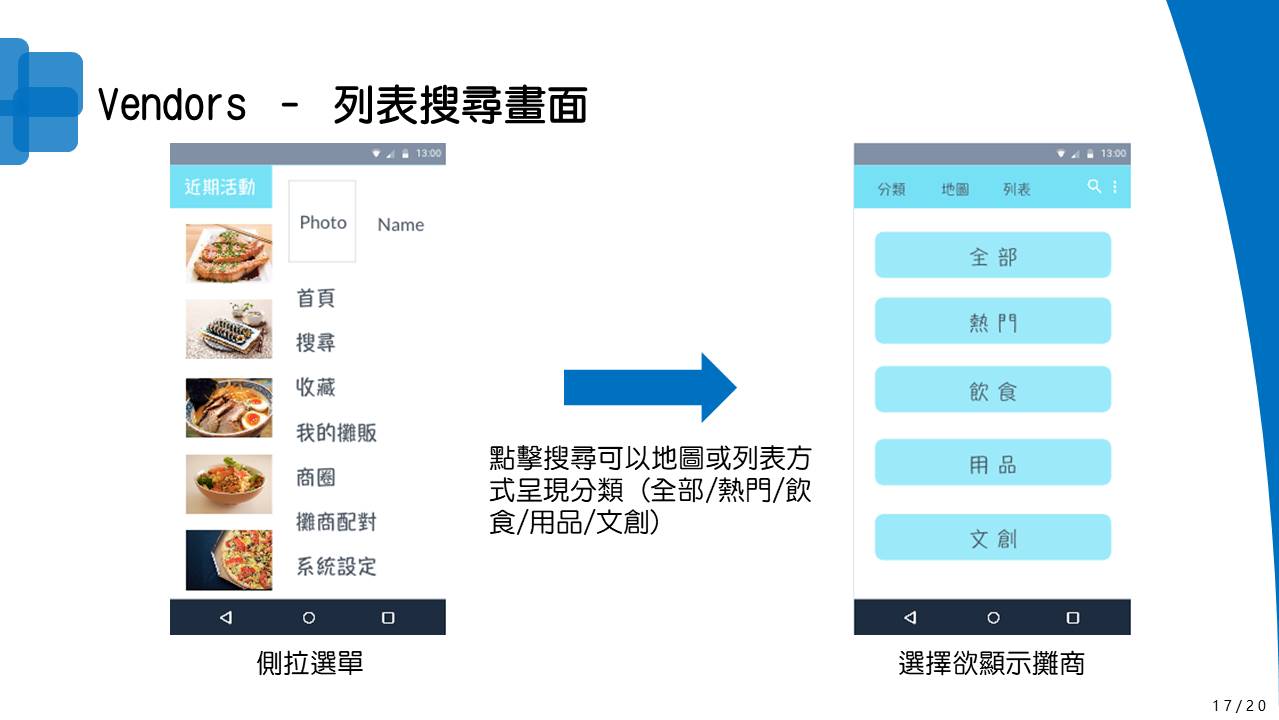 Vendors - 列表搜尋畫面
13:00
近期活動
Photo
Name
首頁
搜尋
收藏
我的攤販
商圈
攤商配對
系統設定
側拉選單
點擊搜尋可以地圖或列表方
式呈現分類 (全部/熱門/飲
食/用品/文創)
13:00
分類 地圖 列表
全部
熱門
飲食
用品
文創
選擇欲顯示攤商
17/20